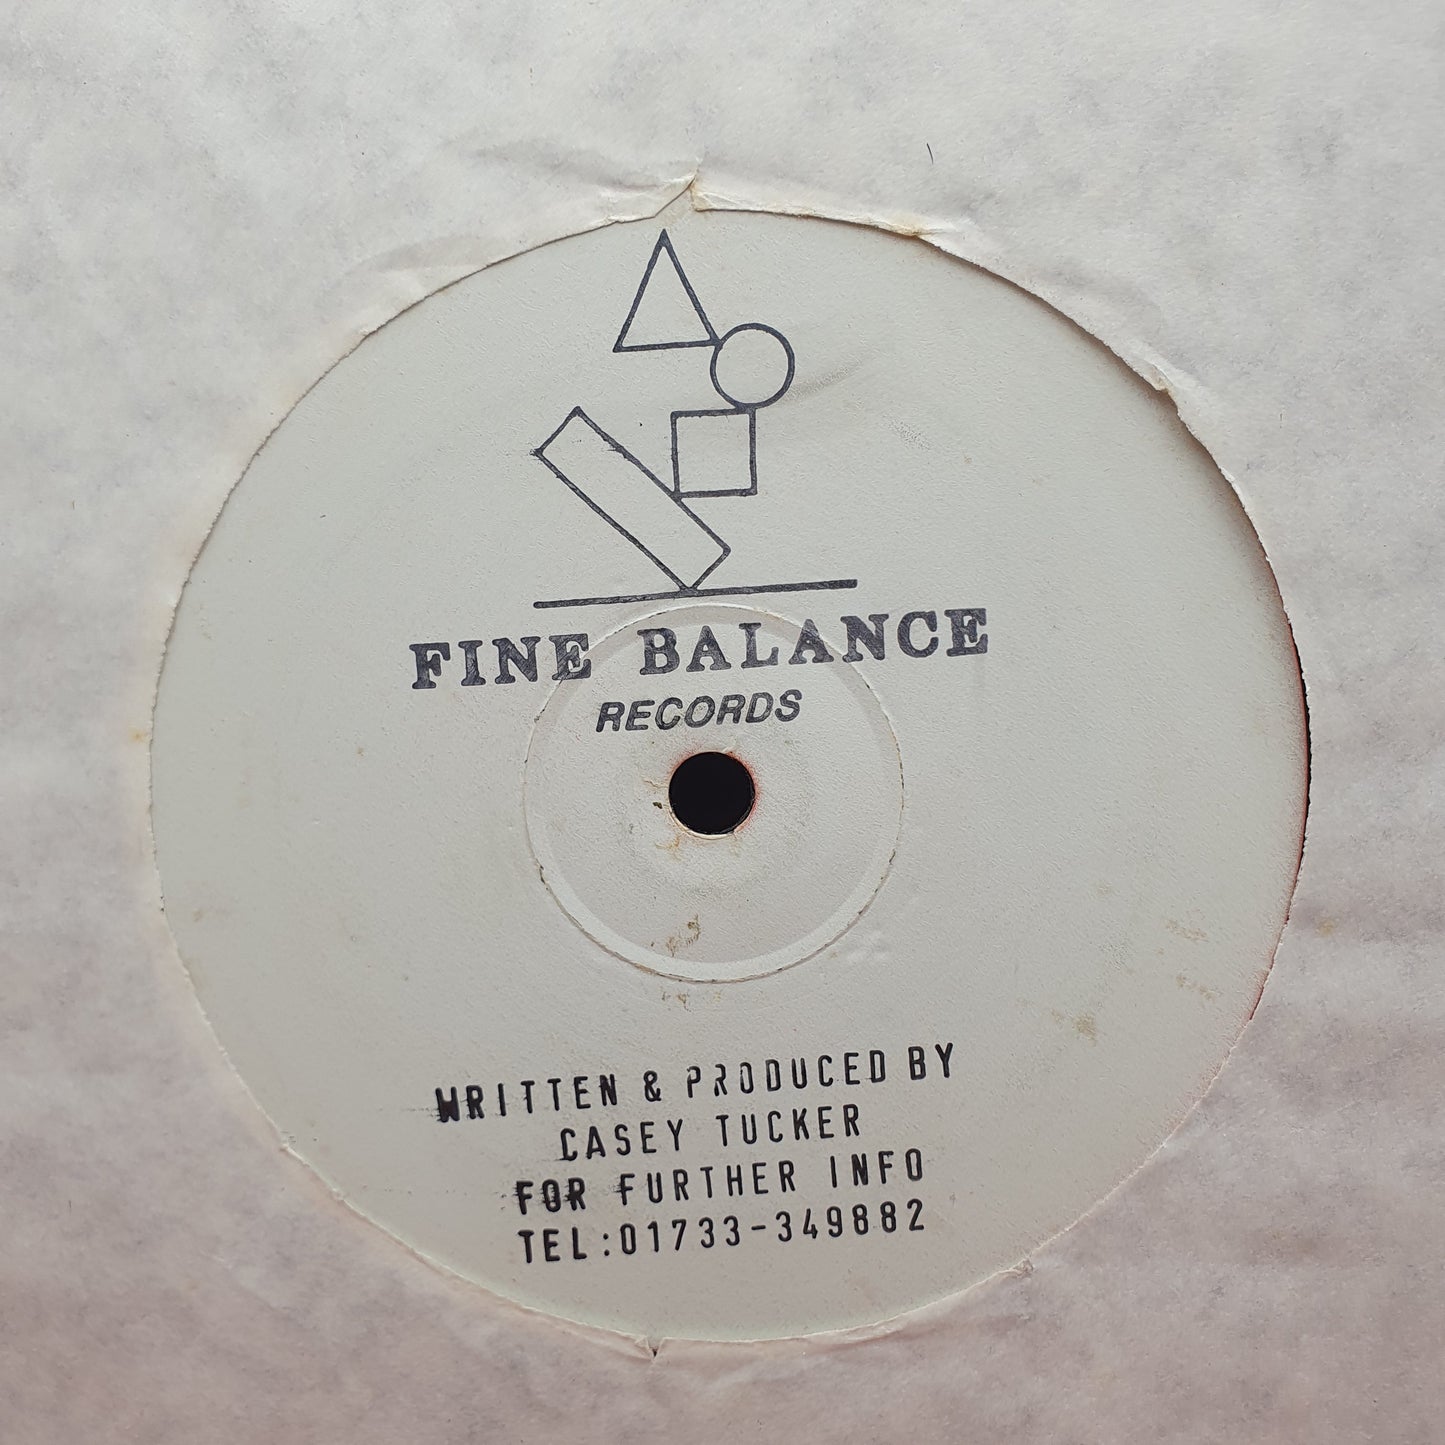 FINE BALANCE
RECORDS
WRITTEN & PRODUCED BY
CASEY TUCKER
FOR FURTHER INFO
TEL:01733-349882